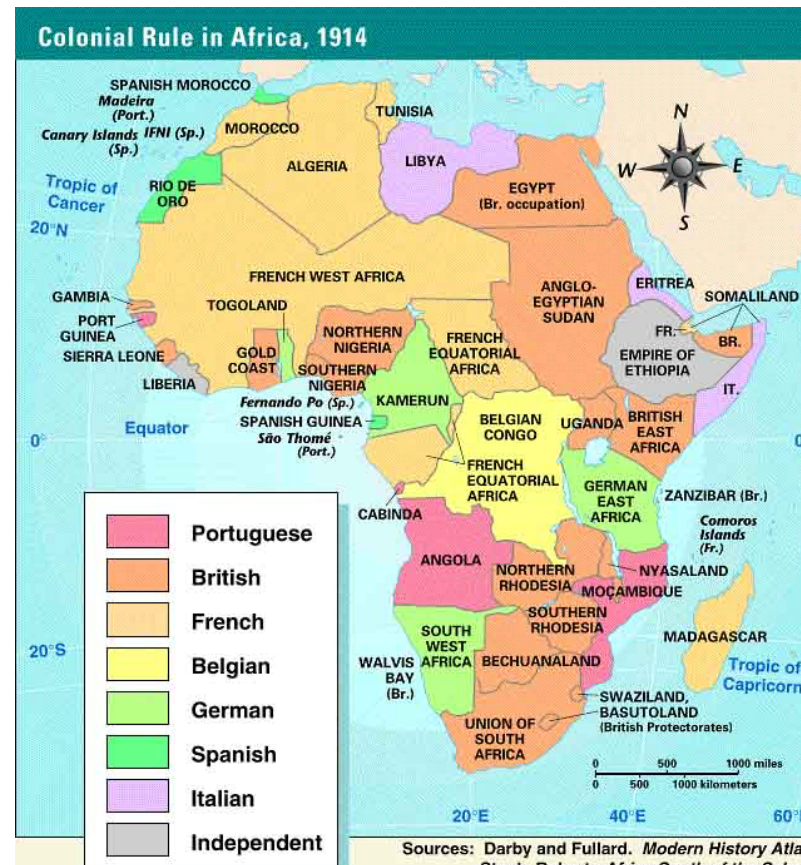 Colonial Rule in Africa, 1914
SPANISH MOROCCO
Madeira
(Port.)
Canary Islands
(Sp.)
IFNI (Sp.)
MOROCCO
TUNISIA
ALGERIA
LIBYA
EGYPT
(Br. occupation)
N
W
E
S
Tropic of
Cancer
RIO DE
ORO
20°N
FRENCH WEST AFRICA
ANGLO-
EGYPTIAN
SUDAN
ERITREA
SOMALILAND
FR.
BR.
IT.
EMPIRE OF
ETHIOPIA
GAMBIA
PORT
GUINEA
SIERRA LEONE
LIBERIA
TOGOLAND
GOLD
COAST
NORTHERN
NIGERIA
SOUTHERN
NIGERIA
FRENCH
EQUATORIAL
AFRICA
KAMERUN
Fernando Po (Sp.)
SPANISH GUINEA
São Thomé
(Port.)
0°
Equator
BELGIAN
CONGO
UGANDA
BRITISH
EAST
AFRICA
FRENCH
EQUATORIAL
AFRICA
GERMAN
EAST
AFRICA
ZANZIBAR (Br.)
Comoros
Islands
(Fr.)
CABINDA
ANGOLA
NORTHERN
RHODESIA
NYASALAND
MOÇAMBIQUE
SOUTHERN
RHODESIA
MADAGASCAR
20°S
SOUTH
WEST
AFRICA
WALVIS
BAY
(Br.)
BECHUANALAND
Tropic of
Capricorn
SWAZILAND,
BASUTOLAND
(British Protectorates)
UNION OF
SOUTH
AFRICA
0 500 1000 miles
0 500 1000 kilometers
20°E
40°E
60°
Portuguese
British
French
Belgian
German
Spanish
Italian
Independent
Sources: Darby and Fullard. Modern History Atla